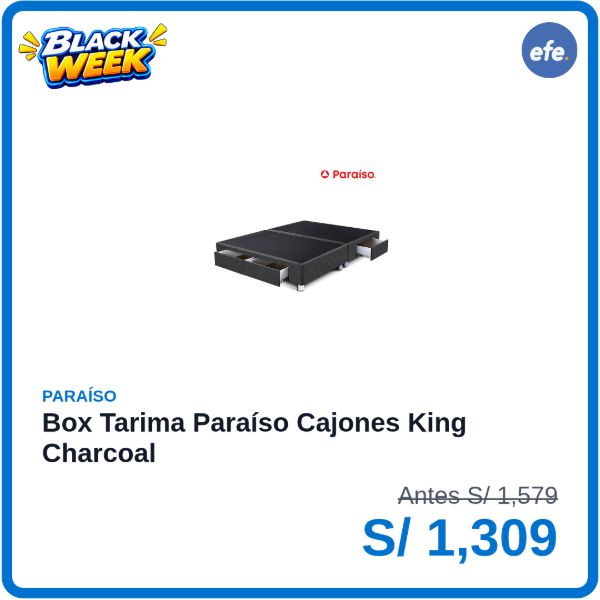 BLACK
WEEK
efe.
Paraíso.
PARAÍSO
Box Tarima Paraíso Cajones King
Charcoal
Antes S/ 1,579
S/ 1,309